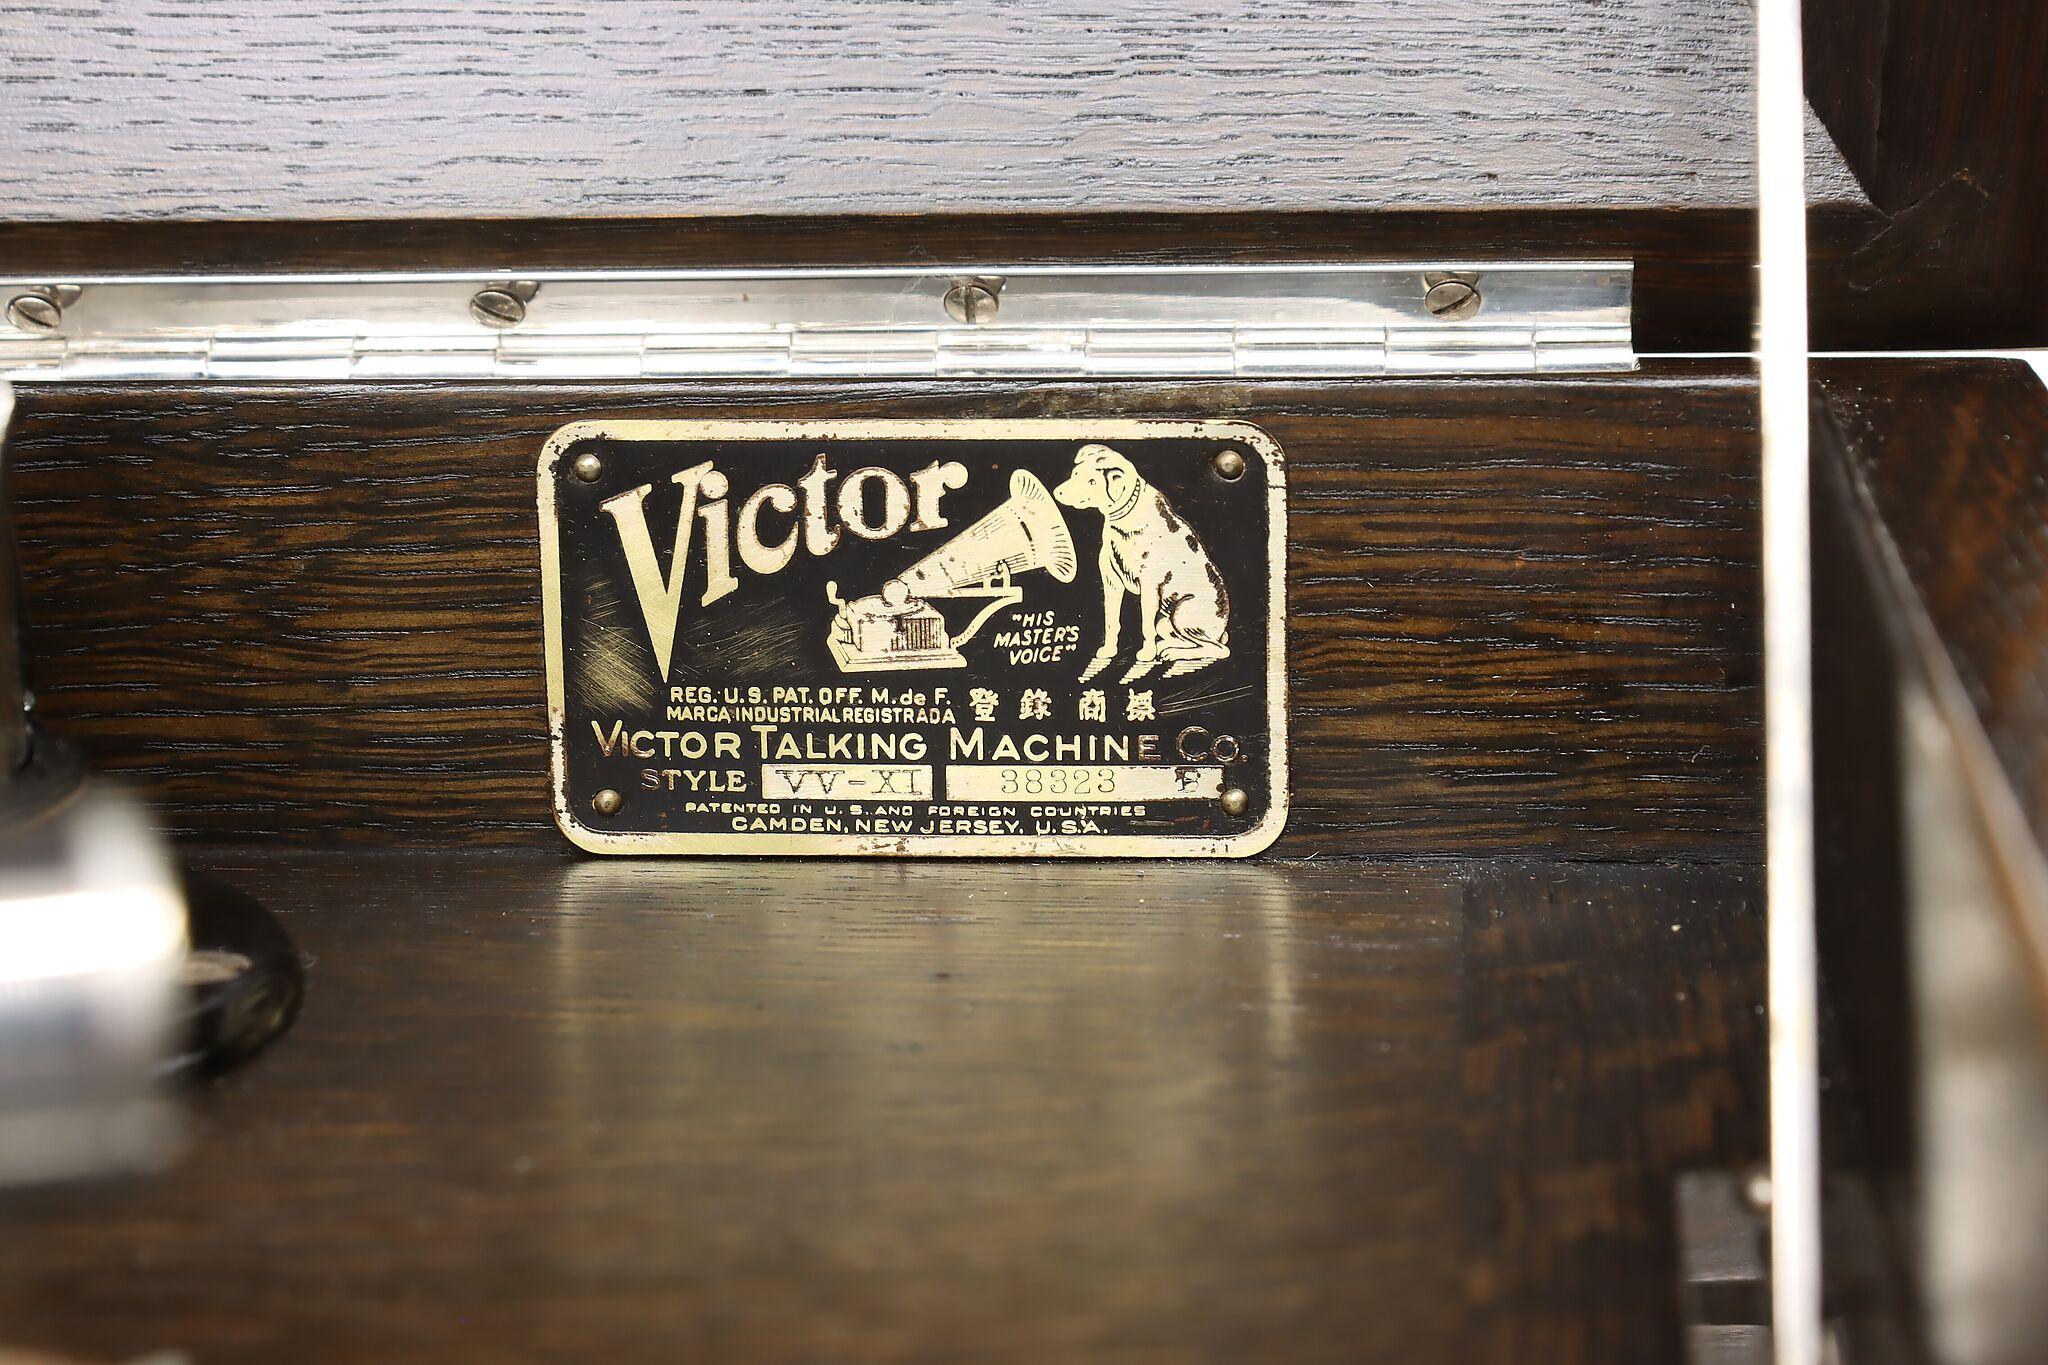 Victor
"HIS
MASTER'S
VOICE"
REG. U.S. PAT. OFF. M. de F.
MARCA INDUSTRIAL REGISTRADA
登錄商標
VICTOR TALKING MACHINE Co.
STYLE VV-XI 38323 B
PATENTED IN U.S. AND FOREIGN COUNTRIES
CAMDEN, NEW JERSEY, U.S.A.